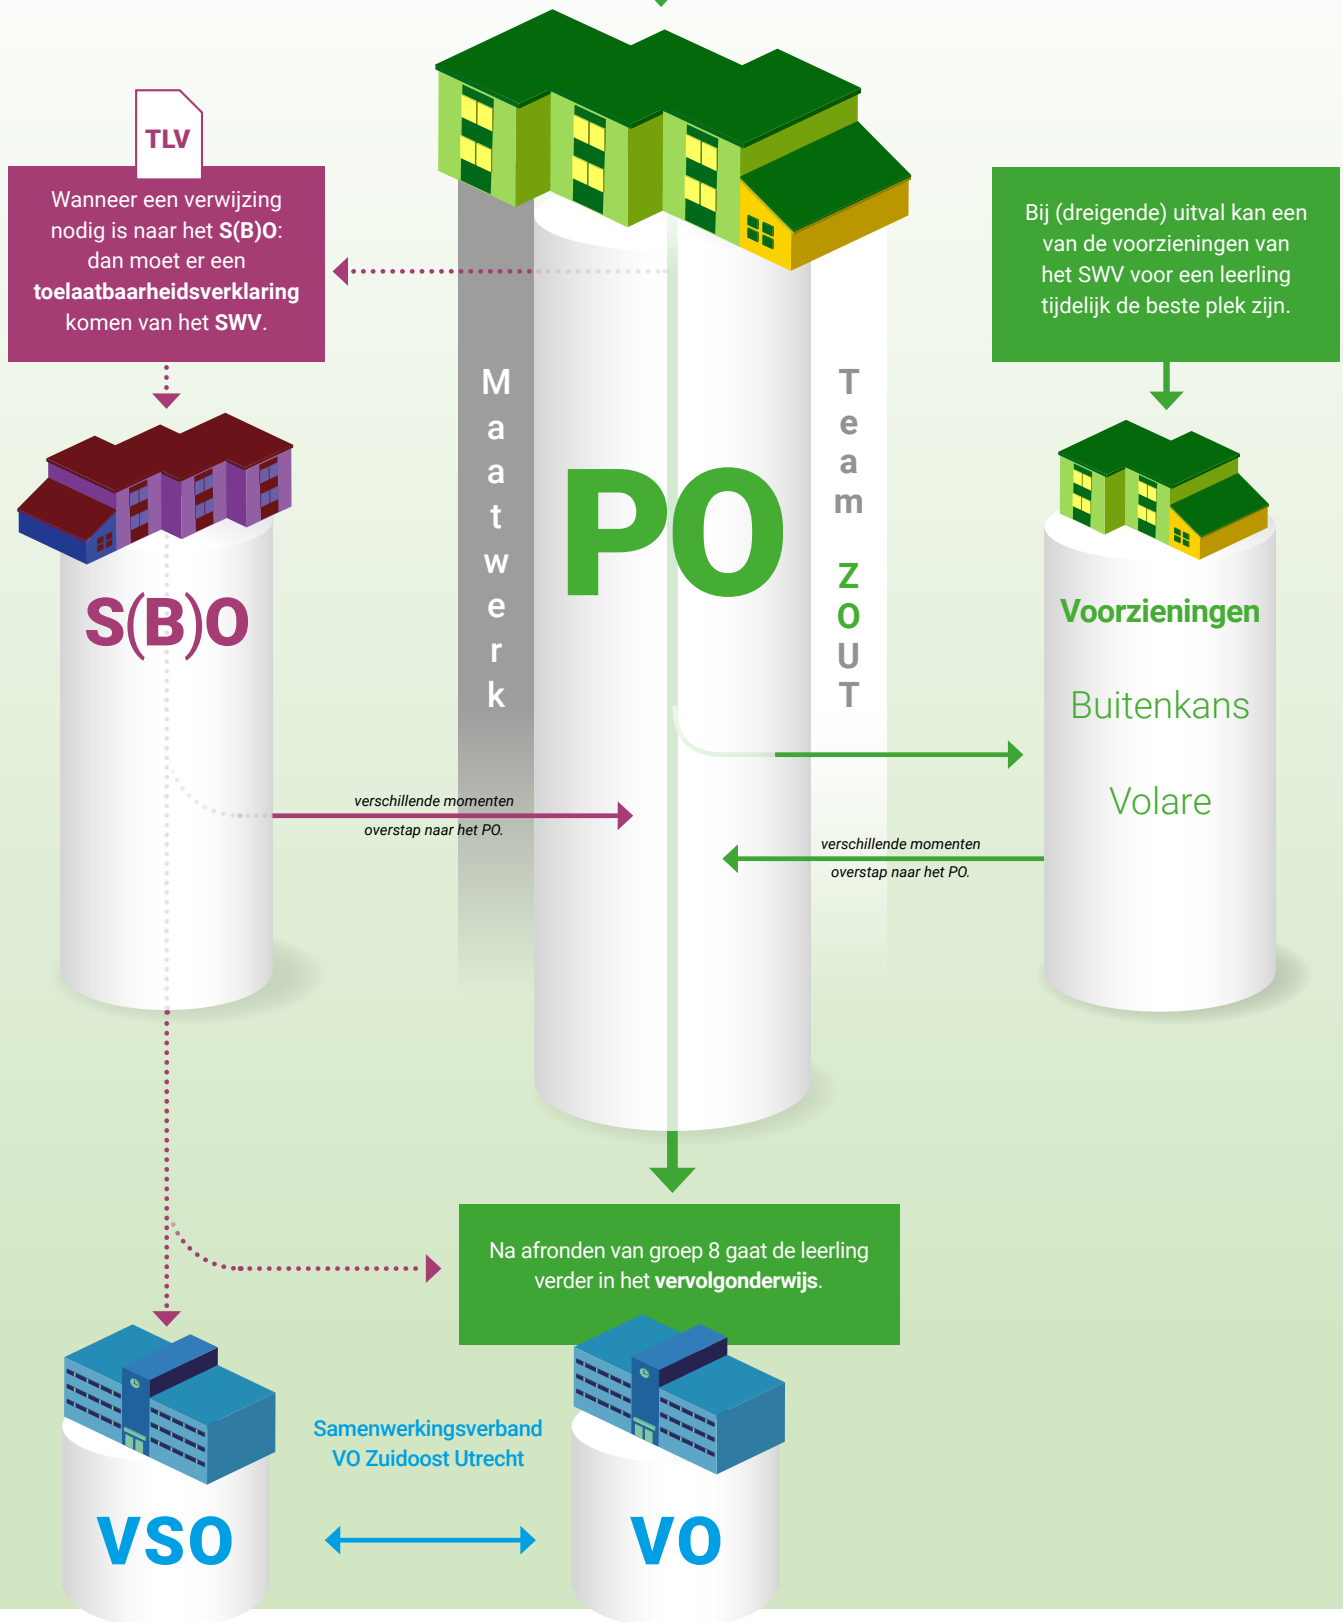 TLV
Wanneer een verwijzing
nodig is naar het S(B)O:
dan moet er een
toelaatbaarheidsverklaring
komen van het SWV.
Bij (dreigende) uitval kan een
van de voorzieningen van
het SWV voor een leerling
tijdelijk de beste plek zijn.
Maatwerk
PO
Team ZOUT
S(B)O
Voorzieningen
Buitenkans
Volare
verschillende momenten
overstap naar het PO.
verschillende momenten
overstap naar het PO.
Na afronden van groep 8 gaat de leerling
verder in het vervolgonderwijs.
Samenwerkingsverband
VO Zuidoost Utrecht
VSO
VO